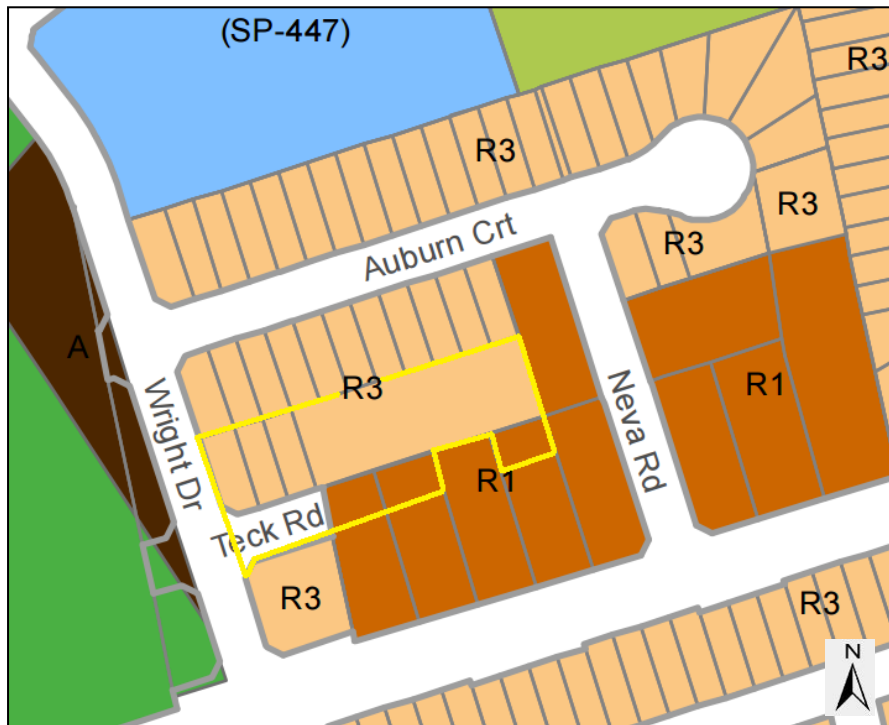 (SP-447)
R3
R3
R3
Auburn Crt
R3
A
R3
Wright Dr
Neva Rd
R1
R1
Teck Rd
R3
R3
N